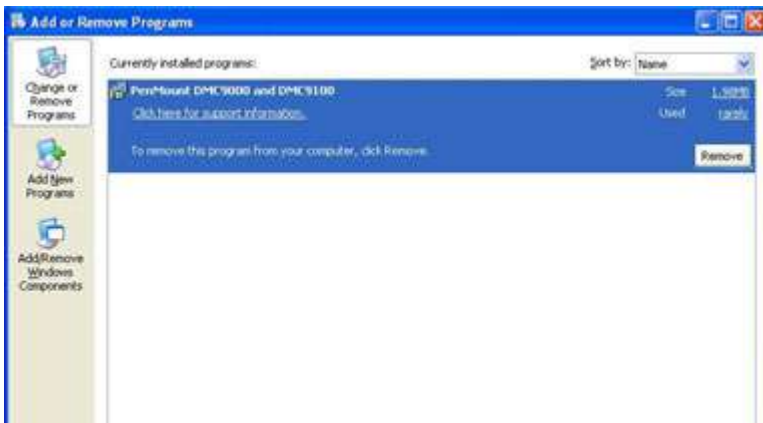 Add or Remove Programs
Change or
Remove
Programs
Add New
Programs
Add/Remove
Windows
Components
Currently installed programs:
Sort by: Name
PenMount DMC9000 and DMC9100
Size
Click here for support information.
Used rarely
To remove this program from your computer, click Remove.
Remove